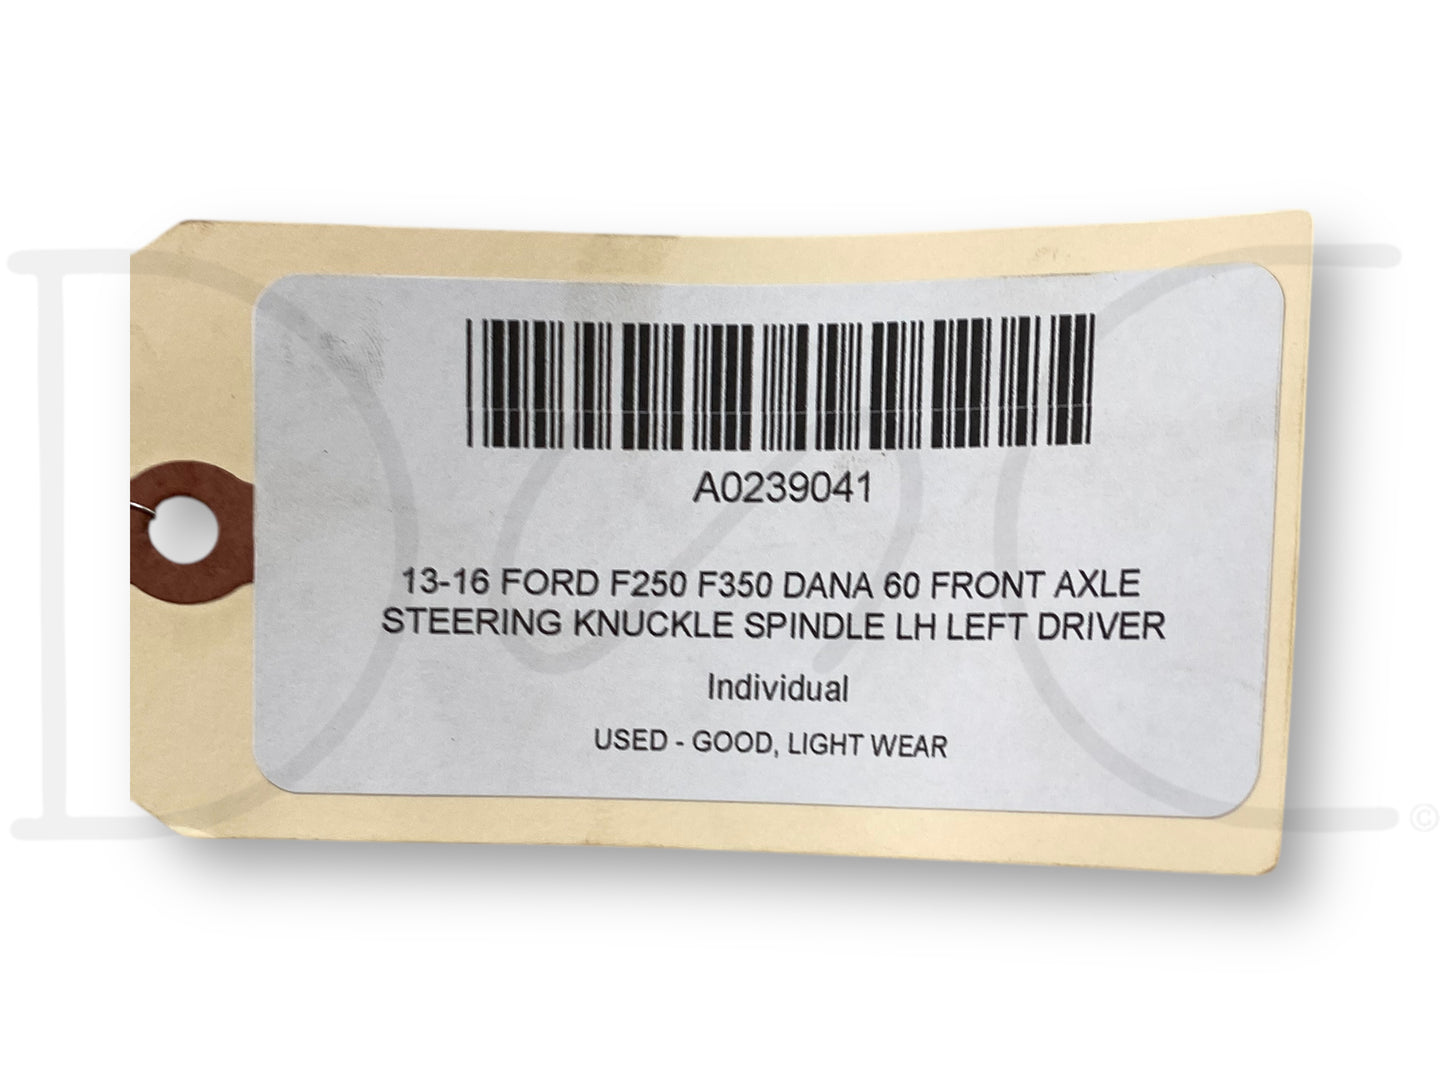 A0239041
13-16 FORD F250 F350 DANA 60 FRONT AXLE
STEERING KNUCKLE SPINDLE LH LEFT DRIVER
Individual
USED - GOOD, LIGHT WEAR
©